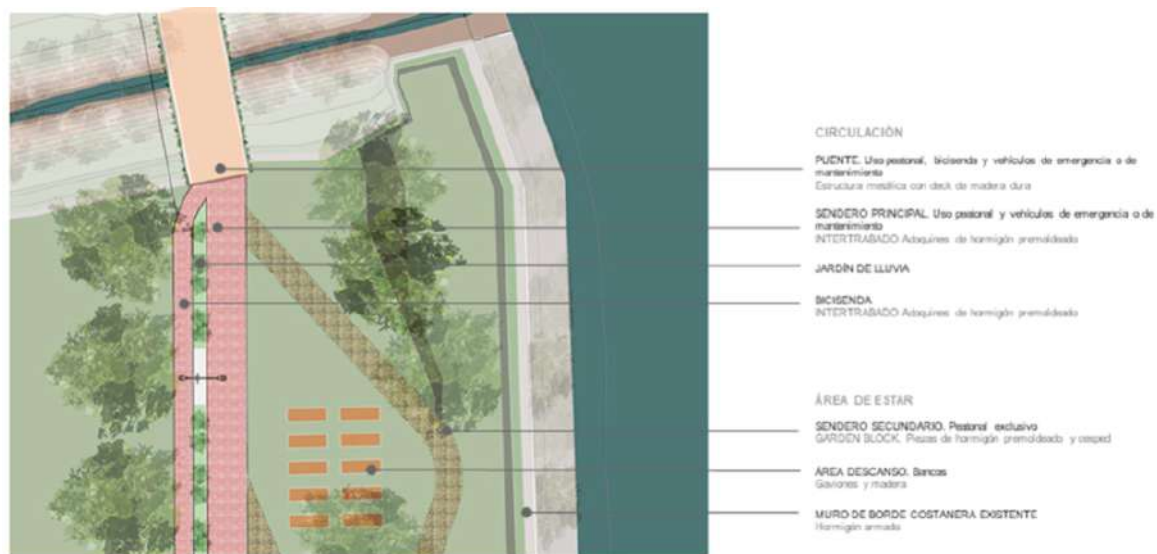 CIRCULACIÓN
PUENTE. Uso peatonal, bicisenda y vehículos de emergencia o de
mantenimiento
Estructura metálica con deck de madera dura
SENDERO PRINCIPAL. Uso peatonal y vehículos de emergencia o de
mantenimiento
INTERTRABADO Adoquines de hormigón premoldeado
JARDÍN DE LLUVIA
BICISENDA
INTERTRABADO Adoquines de hormigón premoldeado
ÁREA DE ESTAR
SENDERO SECUNDARIO. Peatonal exclusivo
GARDEN BLOCK. Piezas de hormigón premoldeado y cesped
ÁREA DESCANSO. Bancos
Gaviones y madera
MURO DE BORDE COSTANERA EXISTENTE
Hormigón armado